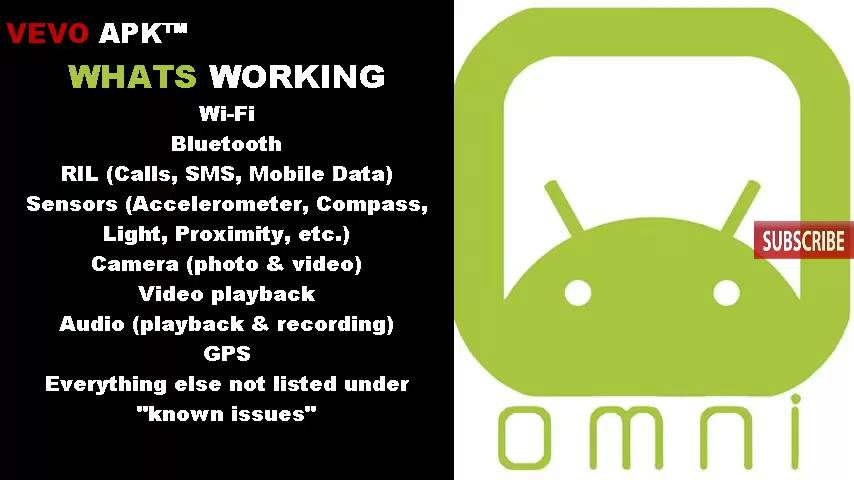 VEVO APK™
WHATS WORKING
Wi-Fi
Bluetooth
RIL (Calls, SMS, Mobile Data)
Sensors (Accelerometer, Compass,
Light, Proximity, etc.)
Camera (photo & video)
Video playback
Audio (playback & recording)
GPS
Everything else not listed under
"known issues"
SUBSCRIBE
omni